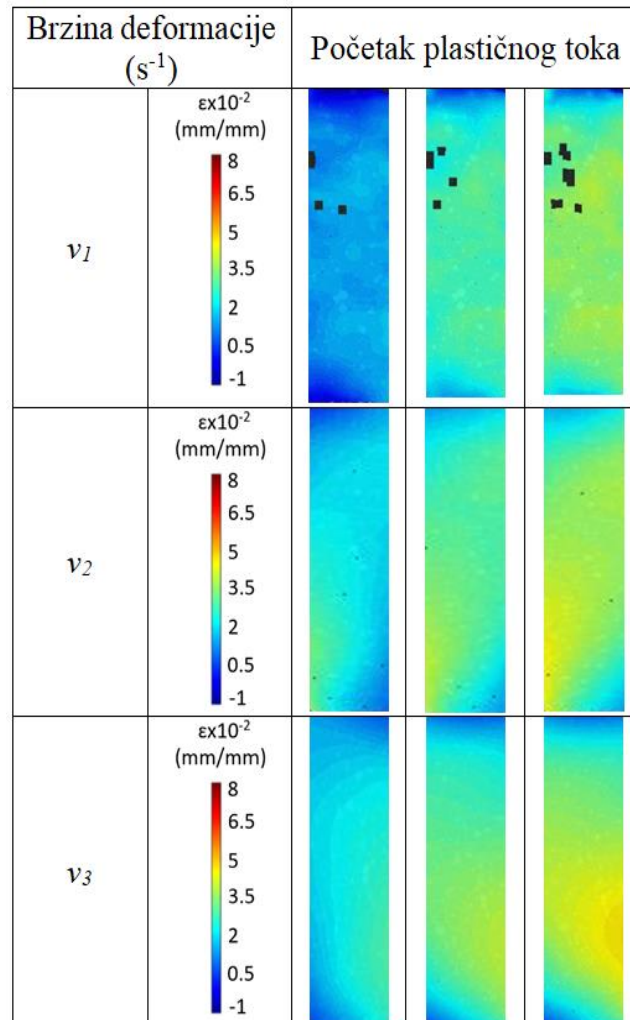 Brzina deformacije
(s⁻¹)
Početak plastičnog toka
v₁
εx10⁻²
(mm/mm)
8
6.5
5
3.5
2
0.5
-1
v₂
εx10⁻²
(mm/mm)
8
6.5
5
3.5
2
0.5
-1
v₃
εx10⁻²
(mm/mm)
8
6.5
5
3.5
2
0.5
-1